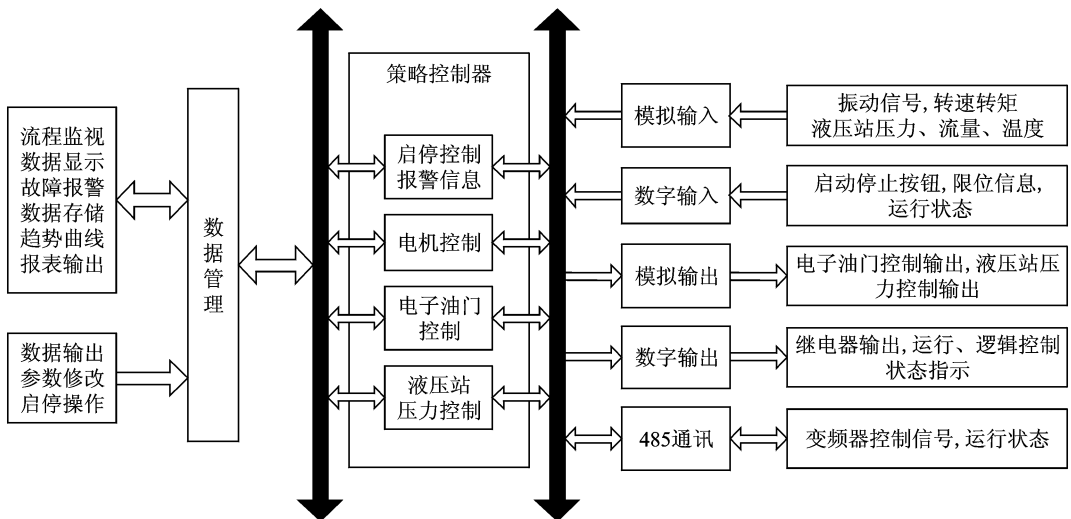 流程监视
数据显示
故障报警
数据存储
趋势曲线
报表输出
数据输出
参数修改
启停操作
数据管理
策略控制器
启停控制
报警信息
电机控制
电子油门
控制
液压站
压力控制
模拟输入
振动信号,转速转矩
液压站压力、流量、温度
数字输入
启动停止按钮,限位信息,
运行状态
模拟输出
电子油门控制输出,液压站压
力控制输出
数字输出
继电器输出,运行、逻辑控制
状态指示
485通讯
变频器控制信号,运行状态